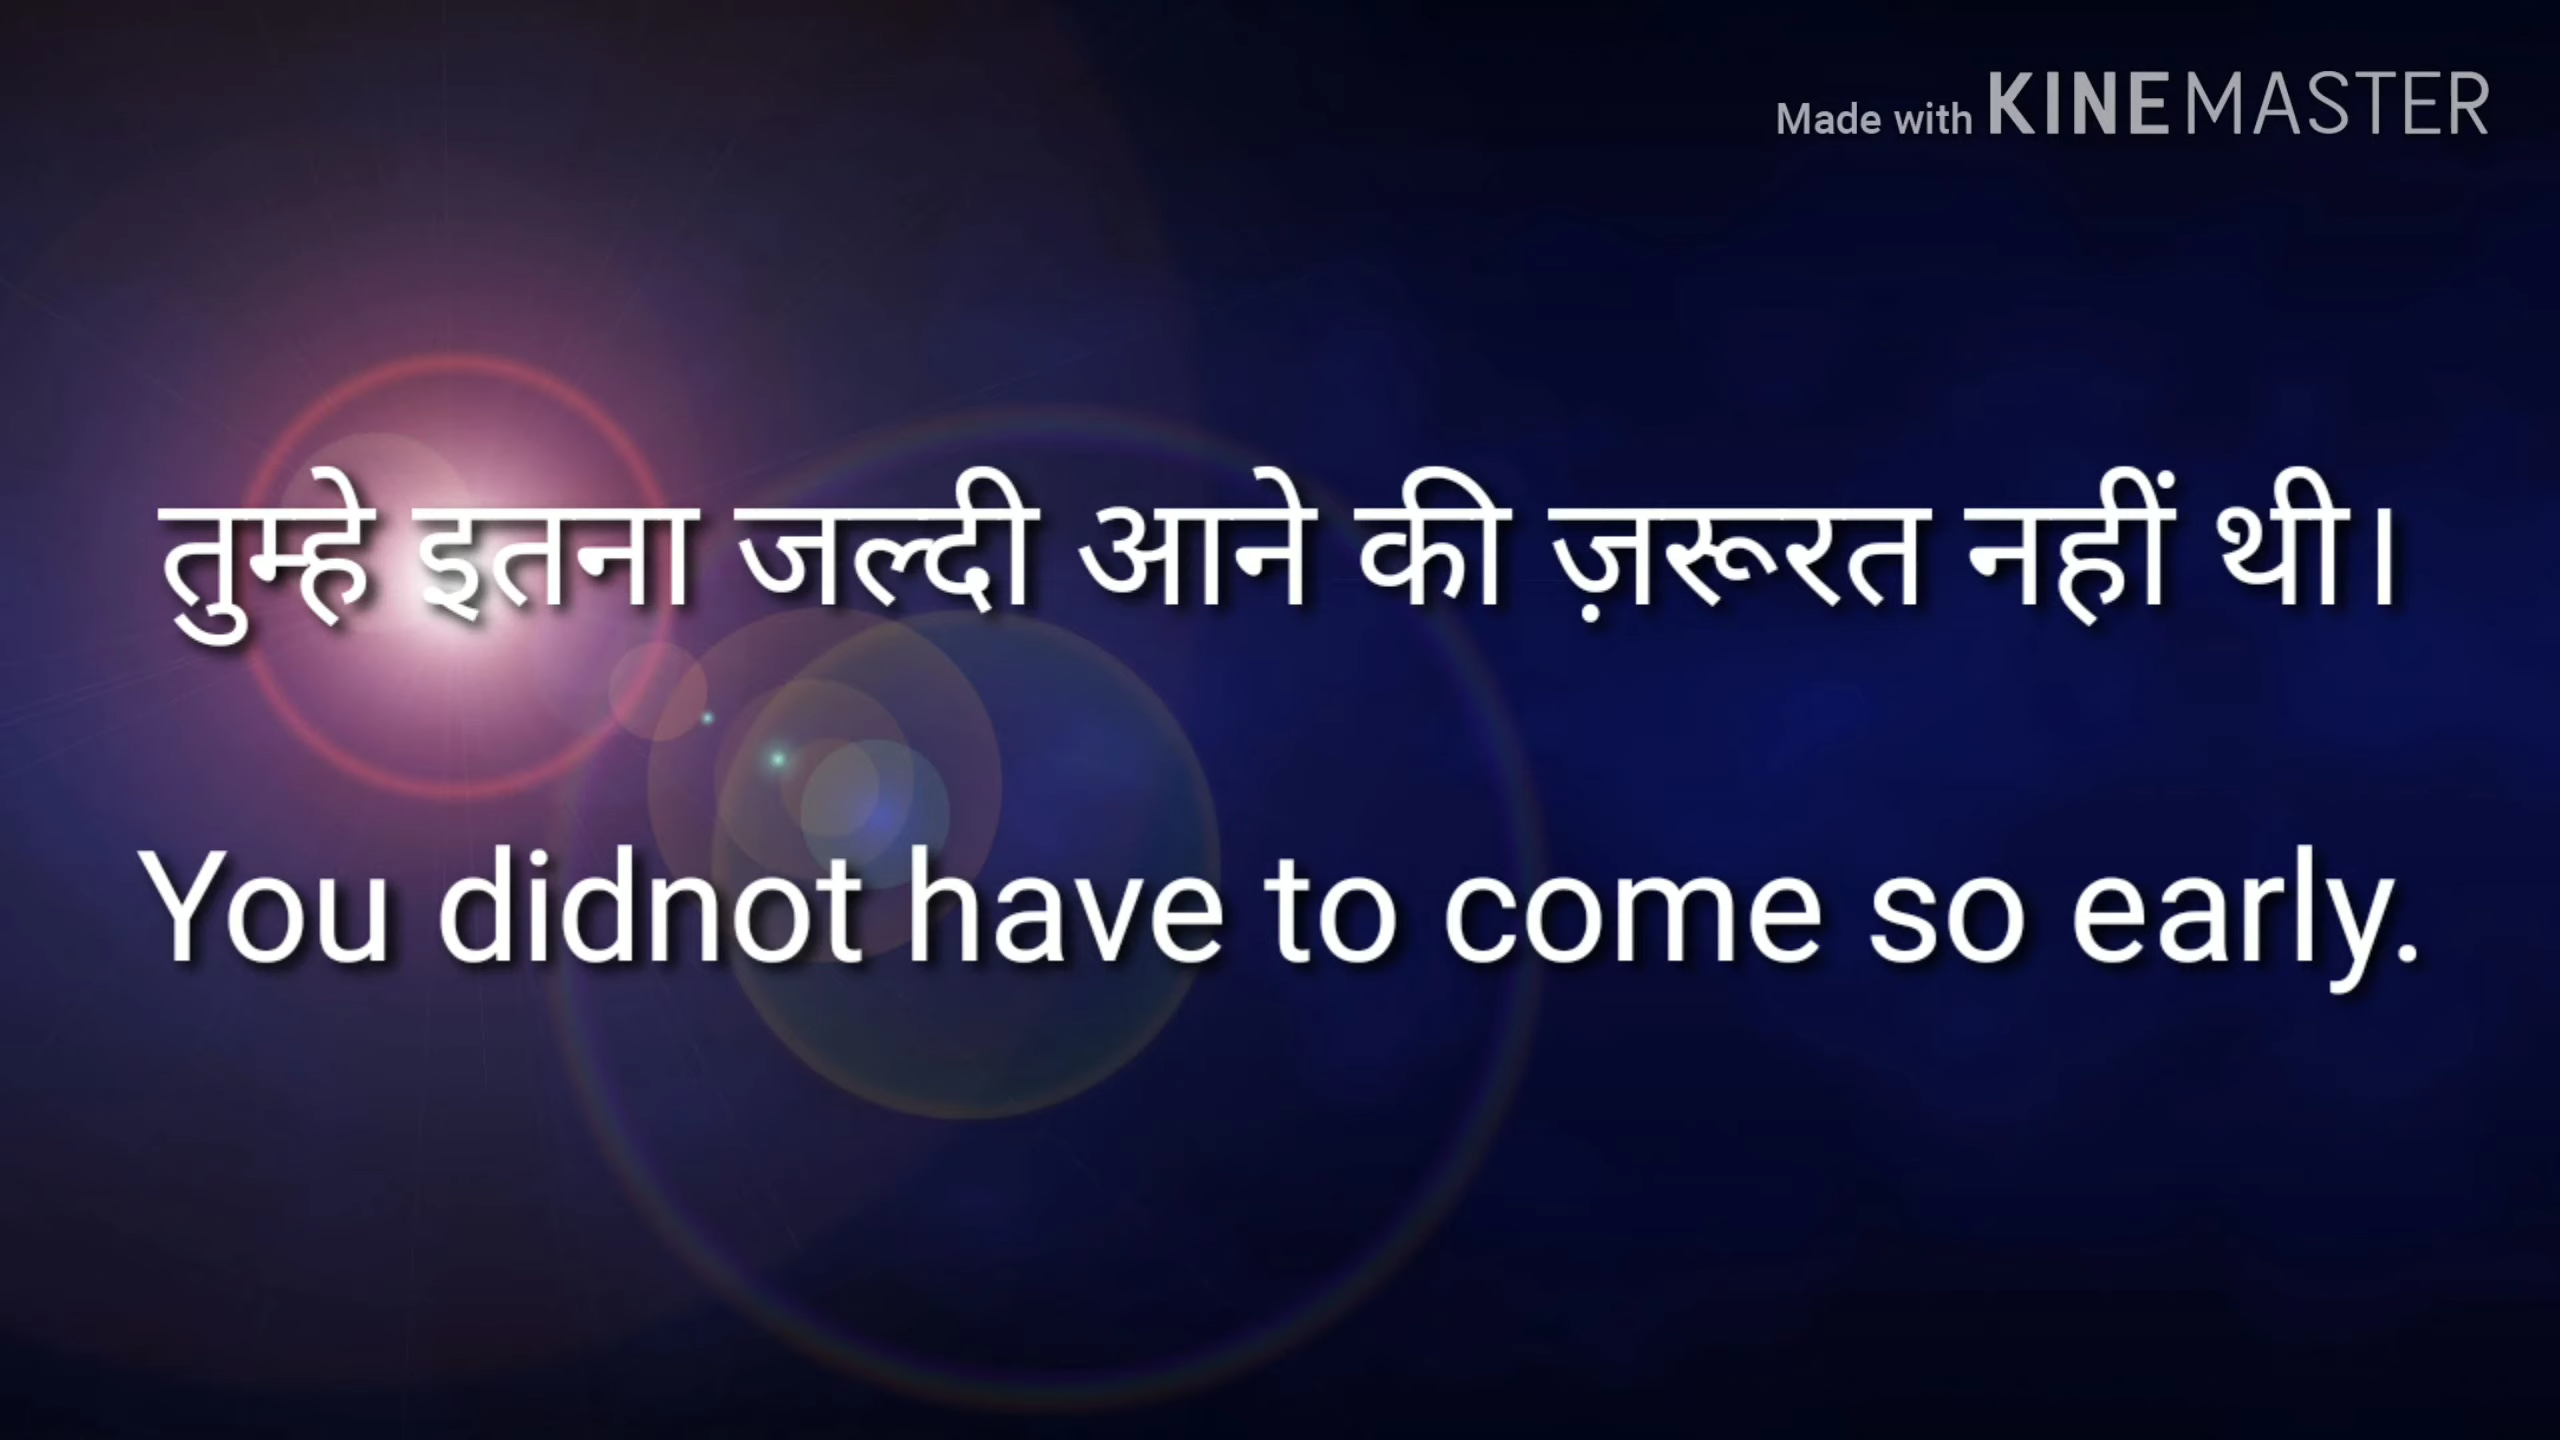 Made with KINEMASTER
तुम्हे इतना जल्दी आने की ज़रूरत नहीं थी।
You didnot have to come so early.